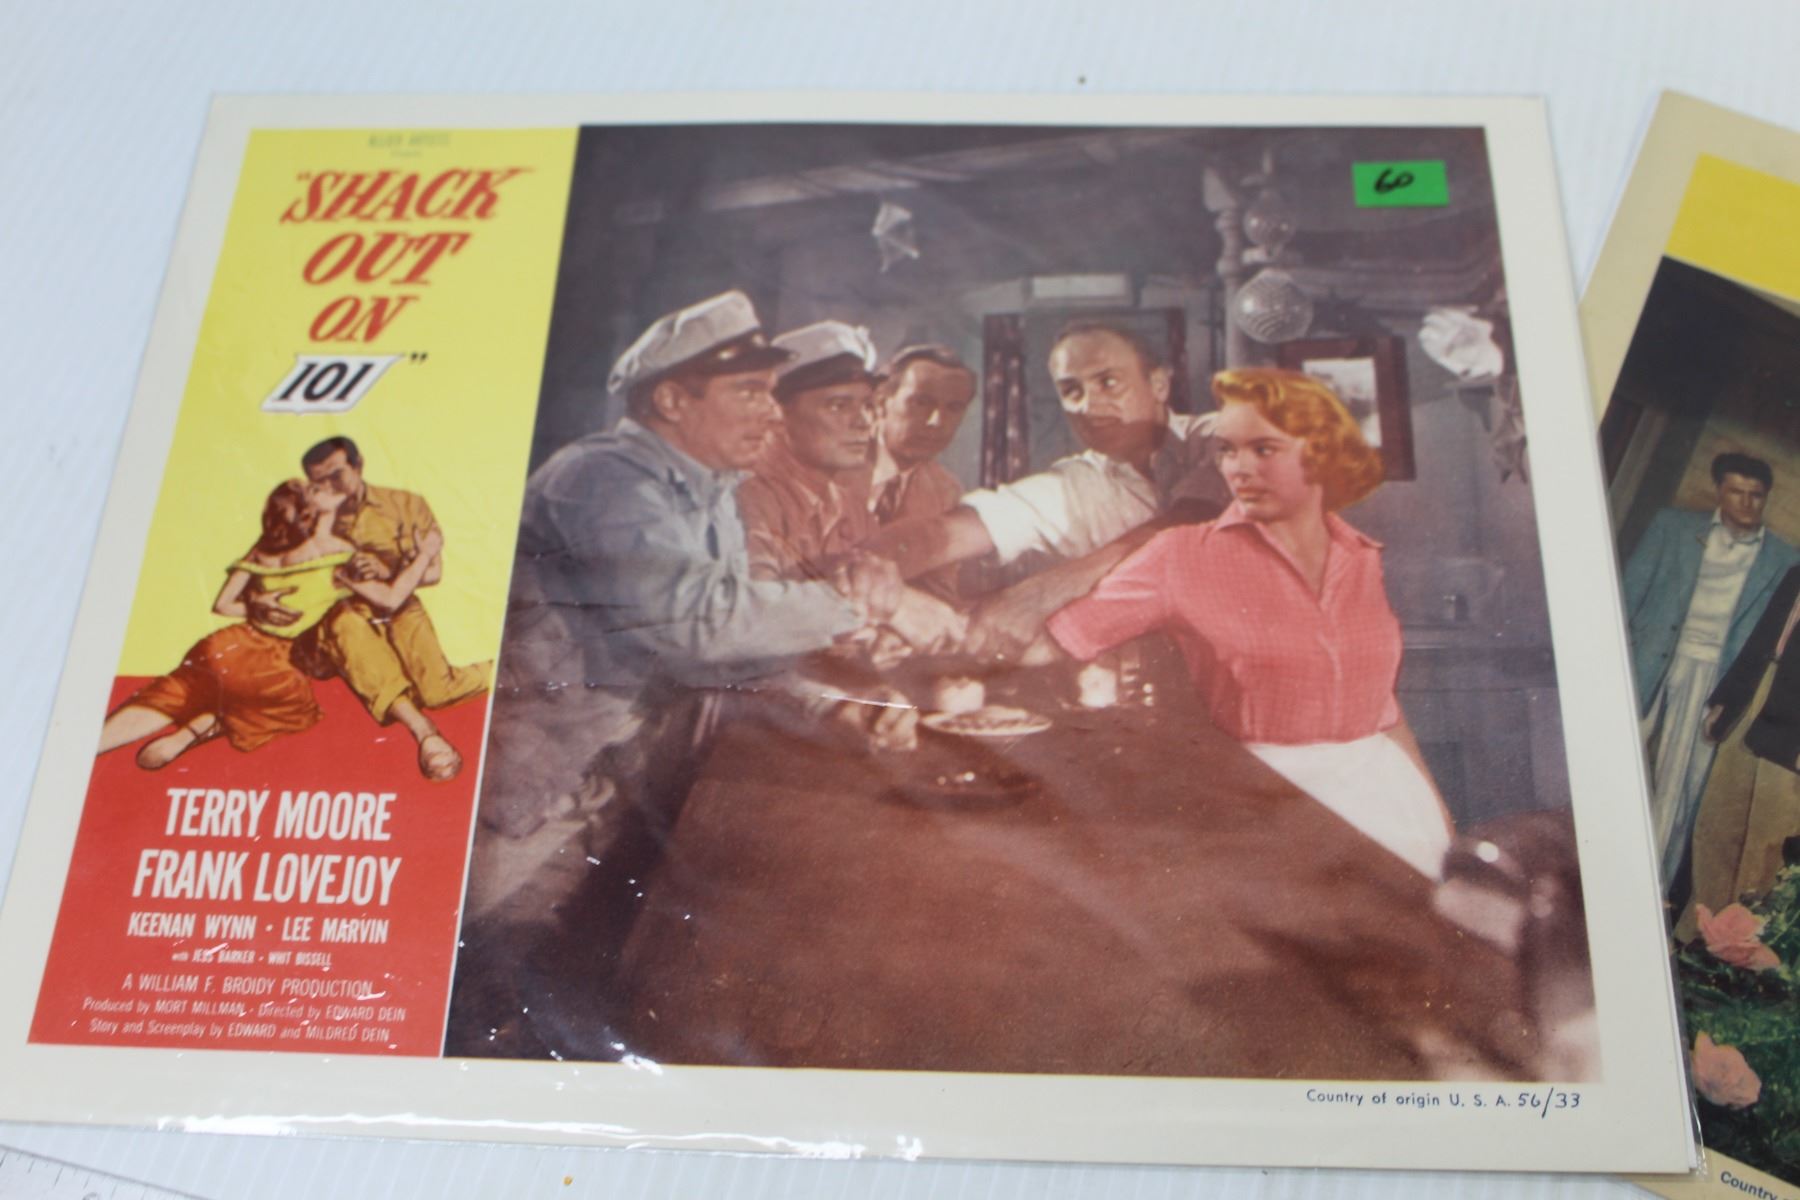 ALLIED ARTISTS
"SHACK
OUT
ON
101"
TERRY MOORE
FRANK LOVEJOY
KEENAN WYNN • LEE MARVIN
with JESS BARKER • WHIT BISSELL
A WILLIAM F. BROIDY PRODUCTION
Produced by MORT MILLMAN • Directed by EDWARD DEIN
Story and Screenplay by EDWARD and MILDRED DEIN
60
Country of origin U. S. A. 56/33
Country